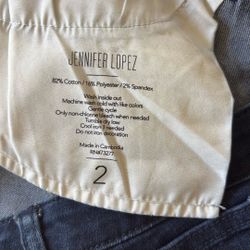 JENNIFER LOPEZ
82% Cotton / 16% Polyester / 2% Spandex
Wash inside out
Machine wash cold with like colors
Gentle cycle
Only non-chlorine bleach when needed
Tumble dry low
Cool iron if needed
Do not iron decoration
Made in Cambodia
RN#73277
2